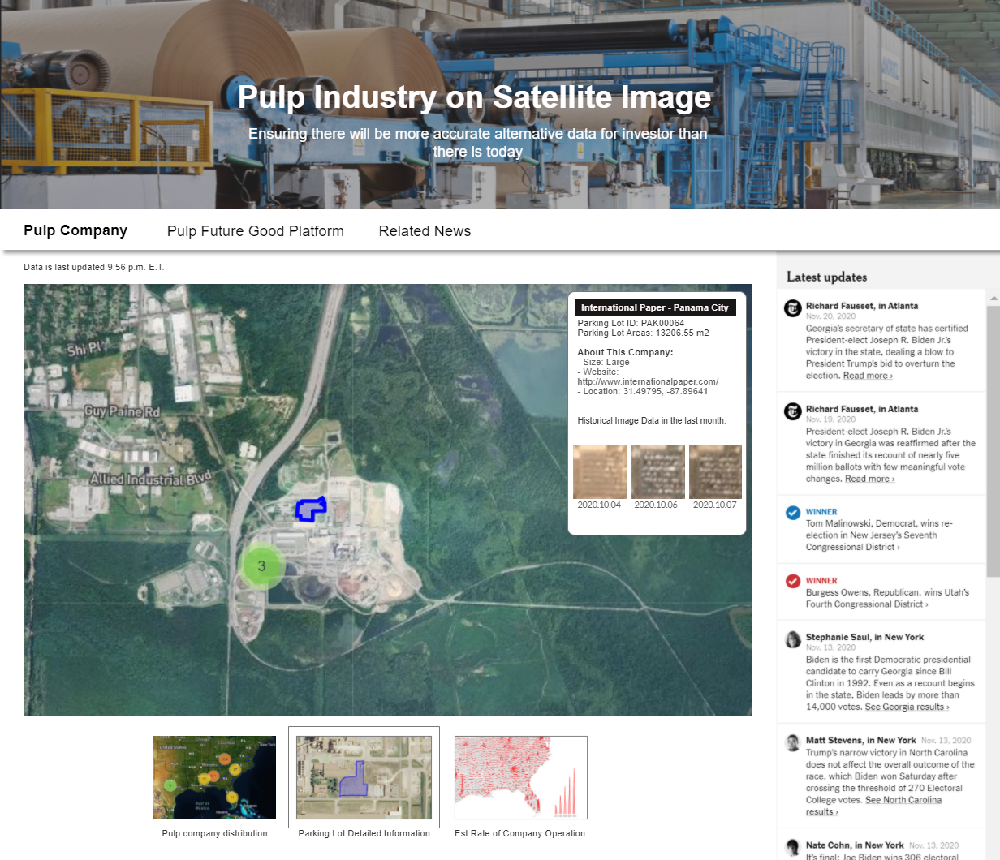 Pulp Industry on Satellite Image
Ensuring there will be more accurate alternative data for investor than
there is today
Pulp Company
Pulp Future Good Platform
Related News
Data is last updated 9:56 p.m. E.T.
Shi Pl
Guy Paine Rd
Allied Industrial Blvd
3
International Paper - Panama City
Parking Lot ID: PAK00064
Parking Lot Areas: 13206.55 m2
About This Company:
- Size: Large
- Website:
http://www.internationalpaper.com/
- Location: 31.49795, -87.89641
Historical Image Data in the last month:
2020.10.04
2020.10.06
2020.10.07
Pulp company distribution
Parking Lot Detailed Information
Est.Rate of Company Operation
Latest updates
Richard Fausset, in Atlanta
Nov. 20, 2020
Georgia's secretary of state has certified
President-elect Joseph R. Biden Jr.'s
victory in the state, dealing a blow to
President Trump's bid to overturn the
election. Read more ›
Richard Fausset, in Atlanta
Nov. 19, 2020
President-elect Joseph R. Biden Jr.'s
victory in Georgia was reaffirmed after the
state finished its recount of nearly five
million ballots with few meaningful vote
changes. Read more ›
WINNER
Tom Malinowski, Democrat, wins re-
election in New Jersey's Seventh
Congressional District ›
WINNER
Burgess Owens, Republican, wins Utah's
Fourth Congressional District ›
Stephanie Saul, in New York
Nov. 13, 2020
Biden is the first Democratic presidential
candidate to carry Georgia since Bill
Clinton in 1992. Even as a recount begins
in the state, Biden leads by more than
14,000 votes. See Georgia results ›
Matt Stevens, in New York Nov. 13, 2020
Trump's narrow victory in North Carolina
does not affect the overall outcome of the
race, which Biden won Saturday after
crossing the threshold of 270 Electoral
College votes. See North Carolina
results ›
Nate Cohn, in New York Nov. 13, 2020
It's final: Joe Biden wins 306 electoral